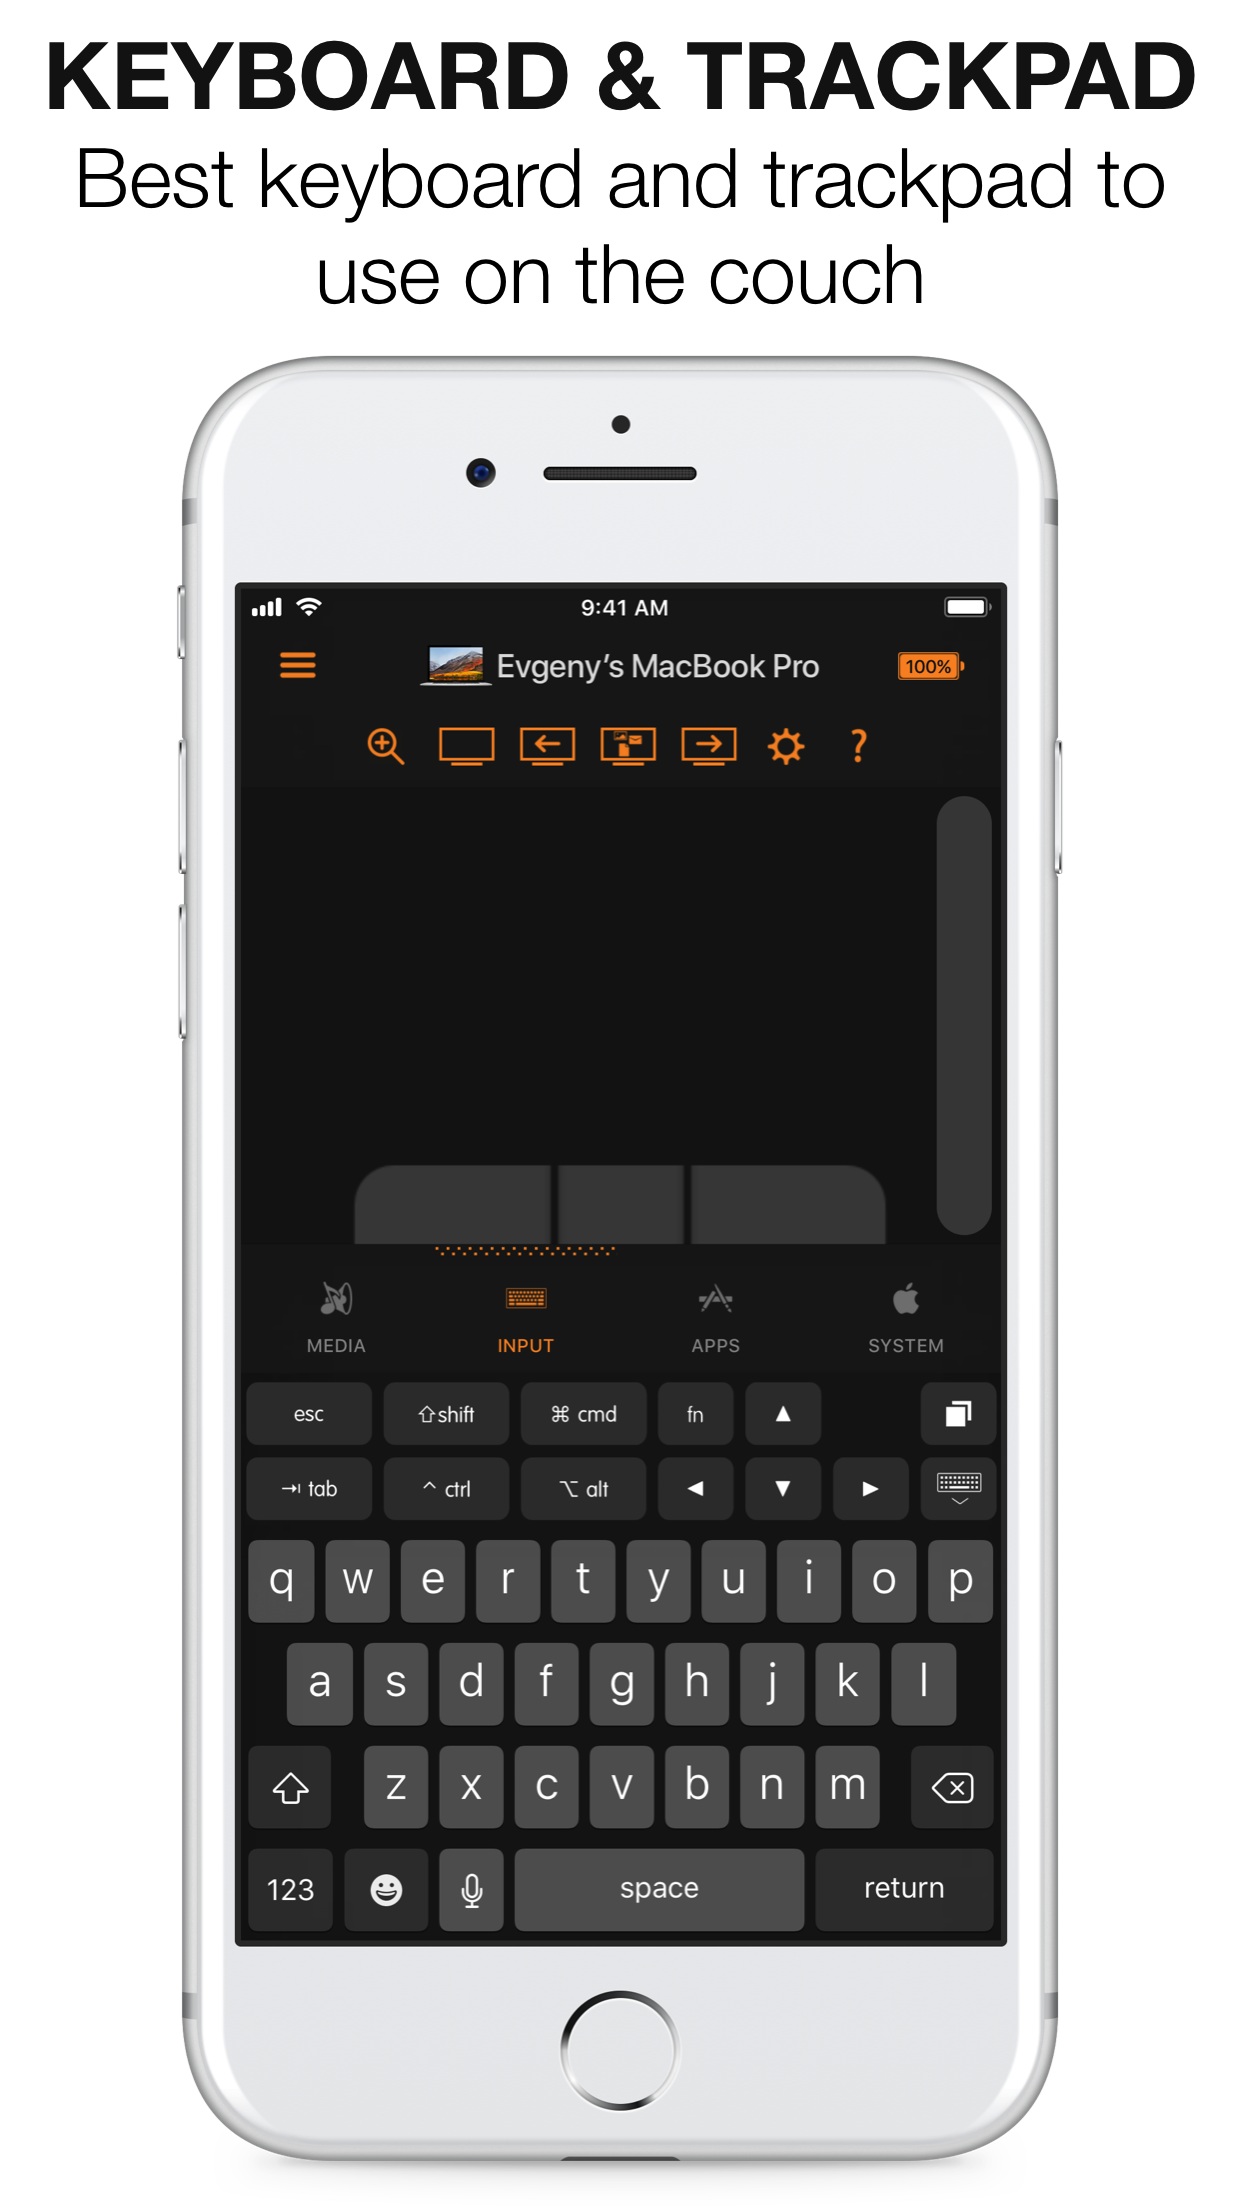 KEYBOARD & TRACKPAD
Best keyboard and trackpad to
use on the couch
9:41 AM
Evgeny’s MacBook Pro
100%
?
MEDIA INPUT APPS SYSTEM
esc ⇧shift ⌘ cmd fn ▲
⇥ tab ^ ctrl ⌥ alt ◀ ▼ ▶
q w e r t y u i o p
a s d f g h j k l
z x c v b n m
123 space return